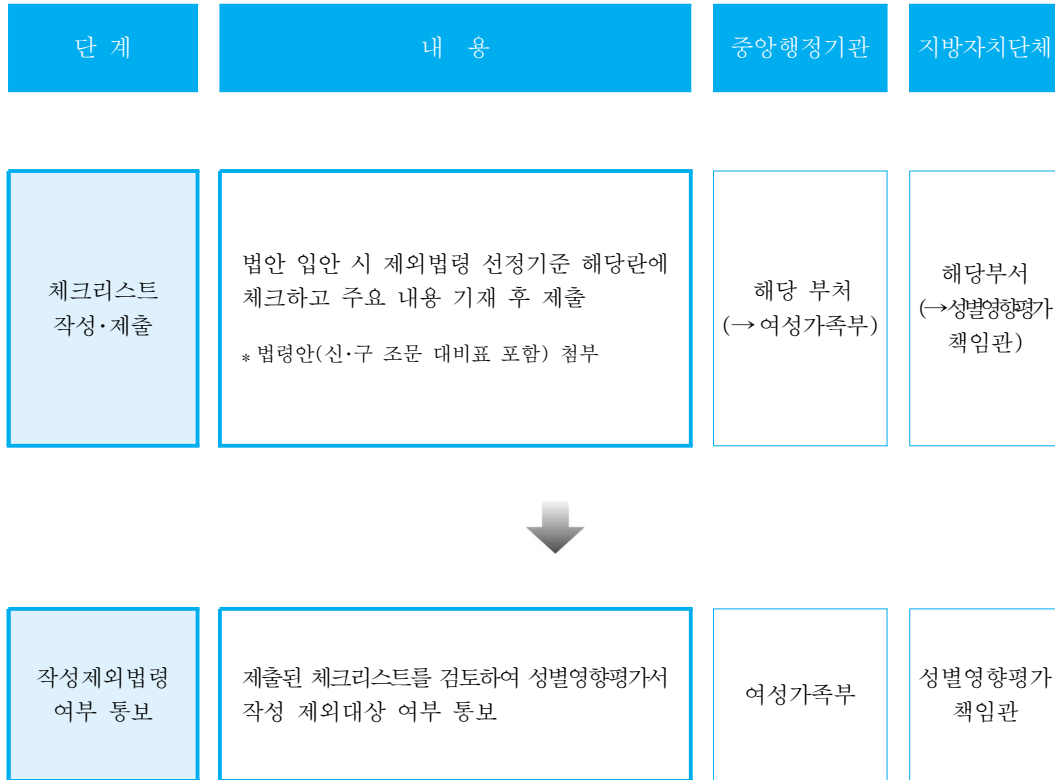 단 계
내 용
중앙행정기관
지방자치단체
체크리스트
작성·제출
법안 입안 시 제외법령 선정기준 해당란에
체크하고 주요 내용 기재 후 제출
* 법령안(신·구 조문 대비표 포함) 첨부
해당 부처
(→여성가족부)
해당부서
(→성별영향평가
책임관)
작성제외법령
여부 통보
제출된 체크리스트를 검토하여 성별영향평가서
작성 제외대상 여부 통보
여성가족부
성별영향평가
책임관